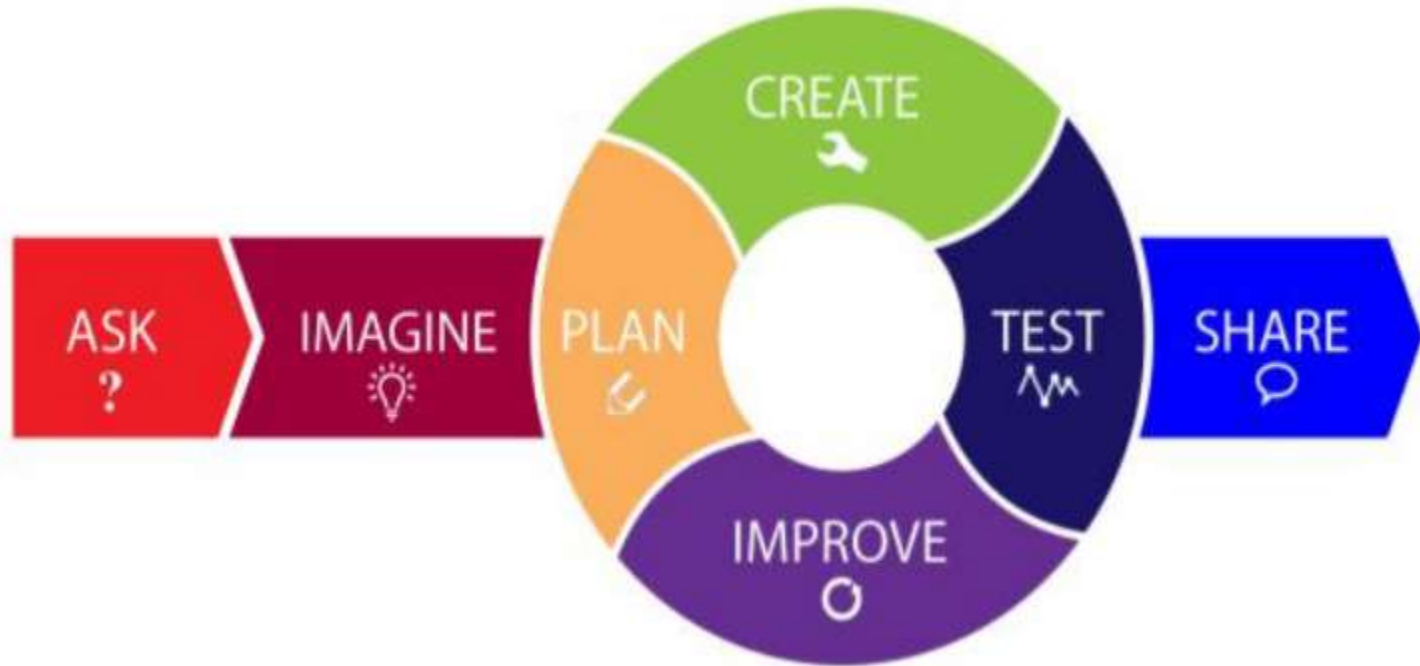 ASK
?
IMAGINE
PLAN
CREATE
TEST
IMPROVE
SHARE